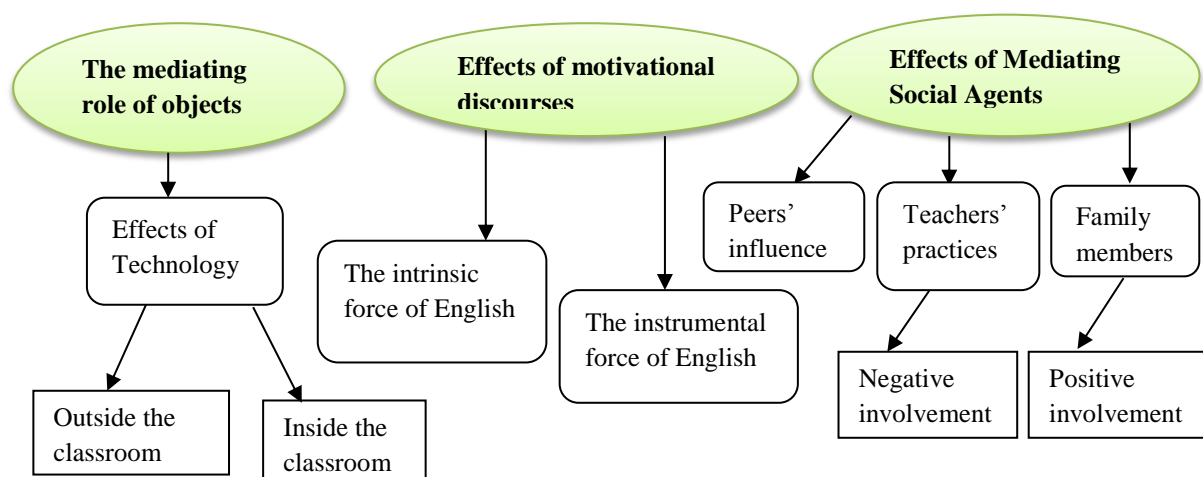 The mediating
role of objects
Effects of motivational
discourses
Effects of Mediating
Social Agents
Effects of
Technology
The intrinsic
force of English
The instrumental
force of English
Peers’
influence
Teachers’
practices
Family
members
Outside the
classroom
Inside the
classroom
Negative
involvement
Positive
involvement